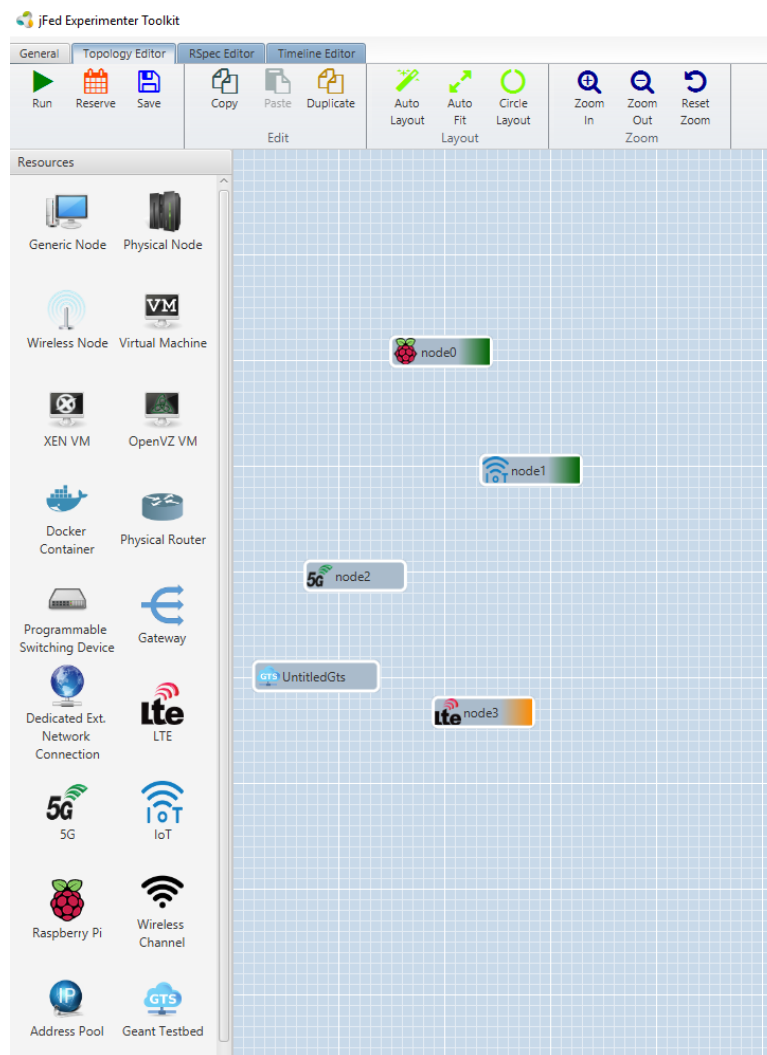 jFed Experimenter Toolkit
General Topology Editor RSpec Editor Timeline Editor
Run Reserve Save Copy Paste Duplicate Auto Layout Auto Fit Circle Layout Zoom In Zoom Out Reset Zoom
Edit Layout Zoom
Resources
Generic Node Physical Node
VM
Wireless Node Virtual Machine
XEN VM OpenVZ VM
Docker Container Physical Router
Programmable Switching Device Gateway
Lte
Dedicated Ext. Network Connection LTE
5G IoT
5G IoT
Raspberry Pi Wireless Channel
IP GTS
Address Pool Geant Testbed
node0
IoT node1
5G node2
GTS UntitledGts
Lte node3